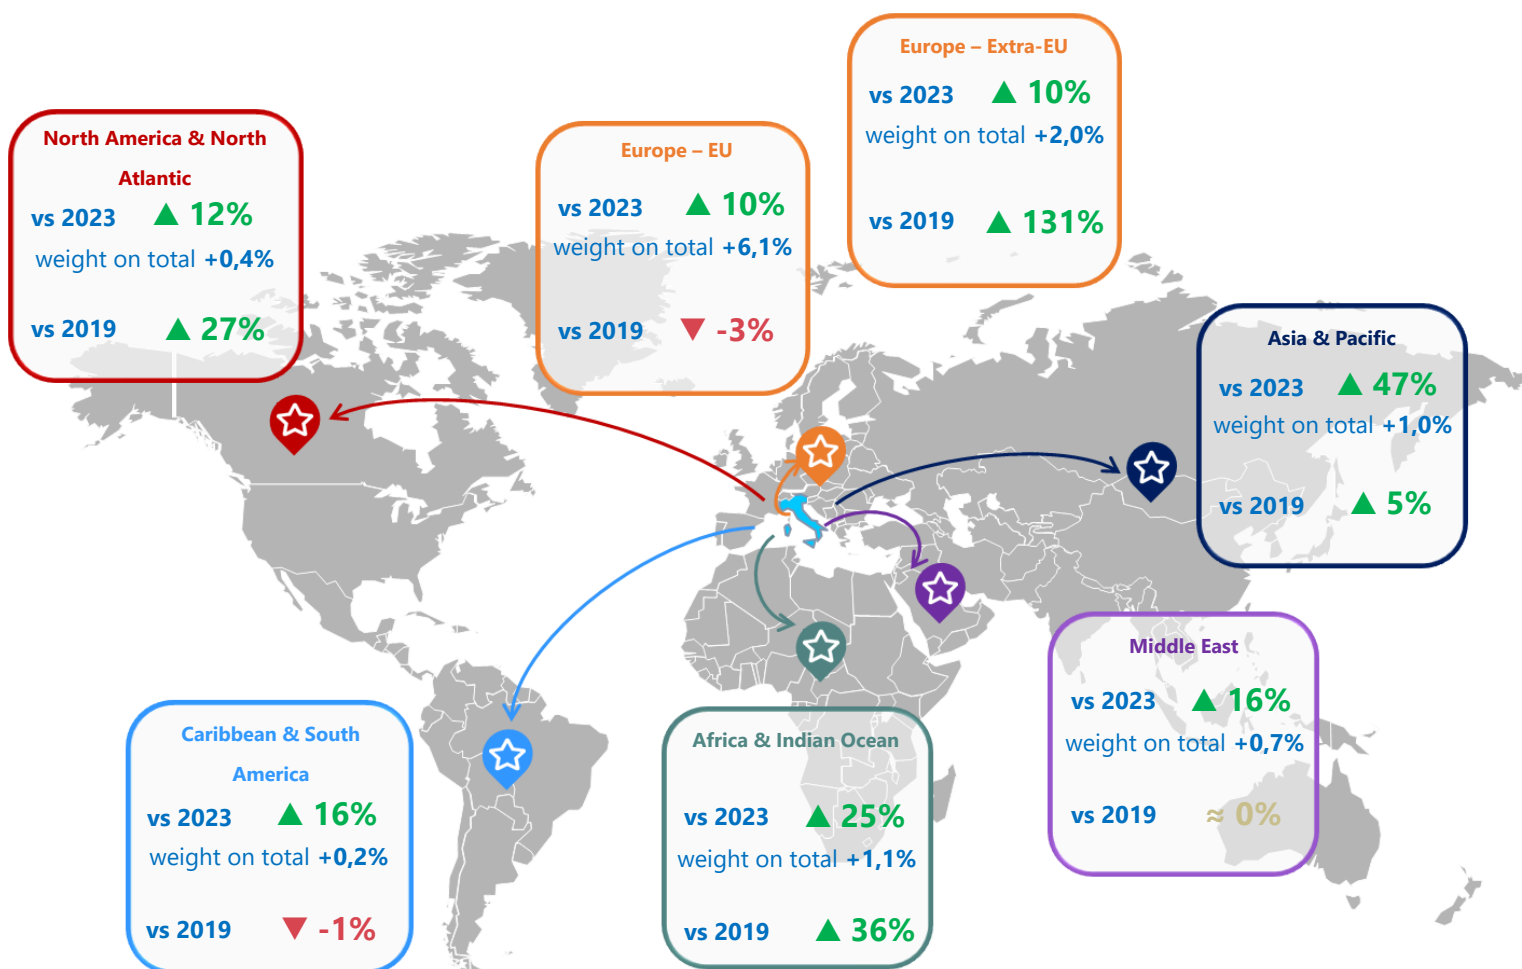 Europe – Extra-EU
vs 2023 ▲ 10%
weight on total +2,0%
vs 2019 ▲ 131%
North America & North
Atlantic
vs 2023 ▲ 12%
weight on total +0,4%
vs 2019 ▲ 27%
Europe – EU
vs 2023 ▲ 10%
weight on total +6,1%
vs 2019 ▼ -3%
Asia & Pacific
vs 2023 ▲ 47%
weight on total +1,0%
vs 2019 ▲ 5%
Middle East
vs 2023 ▲ 16%
weight on total +0,7%
vs 2019 ≈ 0%
Caribbean & South
America
vs 2023 ▲ 16%
weight on total +0,2%
vs 2019 ▼ -1%
Africa & Indian Ocean
vs 2023 ▲ 25%
weight on total +1,1%
vs 2019 ▲ 36%